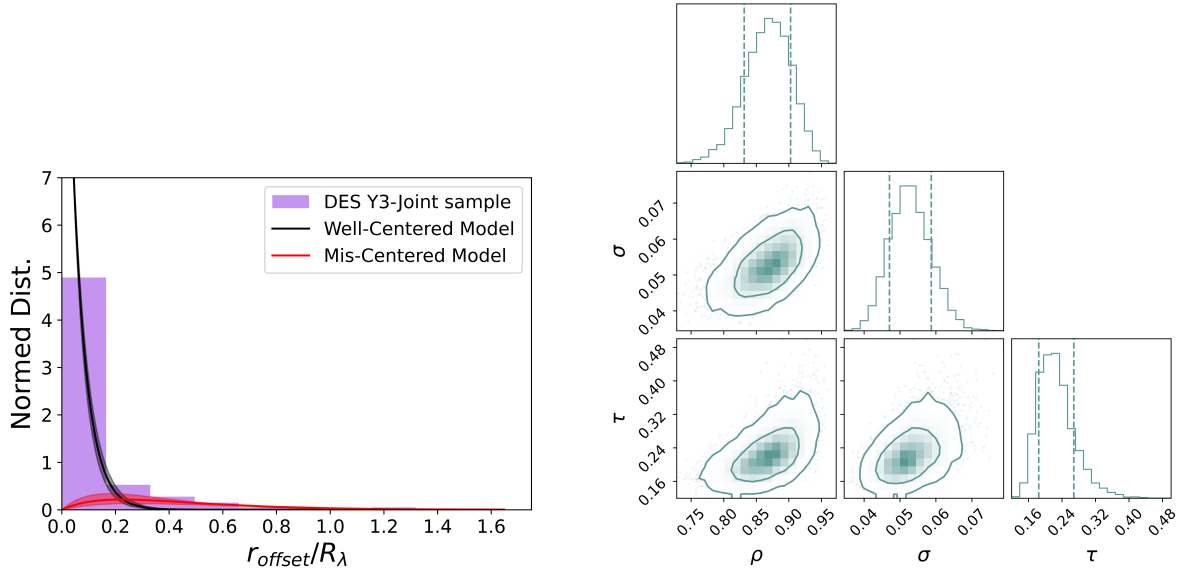 7
6
5
4
3
2
1
0
Normed Dist.
DES Y3-Joint sample
Well-Centered Model
Mis-Centered Model
0.0 0.2 0.4 0.6 0.8 1.0 1.2 1.4 1.6
r_offset/R_λ
σ
0.07
0.06
0.05
0.04
τ
0.48
0.40
0.32
0.24
0.16
0.75 0.80 0.85 0.90 0.95
0.04 0.05 0.06 0.07
0.16 0.24 0.32 0.40 0.48
ρ σ τ